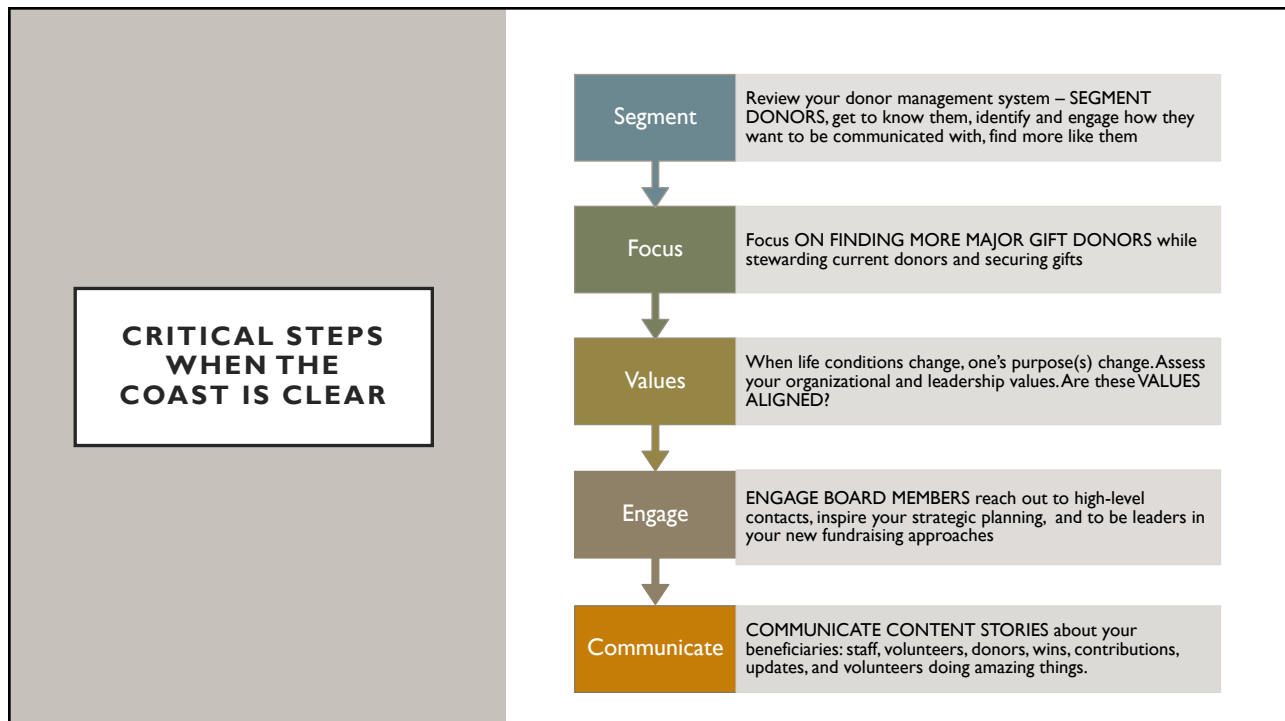 CRITICAL STEPS
WHEN THE
COAST IS CLEAR
Segment
Review your donor management system – SEGMENT
DONORS, get to know them, identify and engage how they
want to be communicated with, find more like them
Focus
Focus ON FINDING MORE MAJOR GIFT DONORS while
stewarding current donors and securing gifts
Values
When life conditions change, one's purpose(s) change. Assess
your organizational and leadership values. Are these VALUES
ALIGNED?
Engage
ENGAGE BOARD MEMBERS reach out to high-level
contacts, inspire your strategic planning, and to be leaders in
your new fundraising approaches
Communicate
COMMUNICATE CONTENT STORIES about your
beneficiaries: staff, volunteers, donors, wins, contributions,
updates, and volunteers doing amazing things.